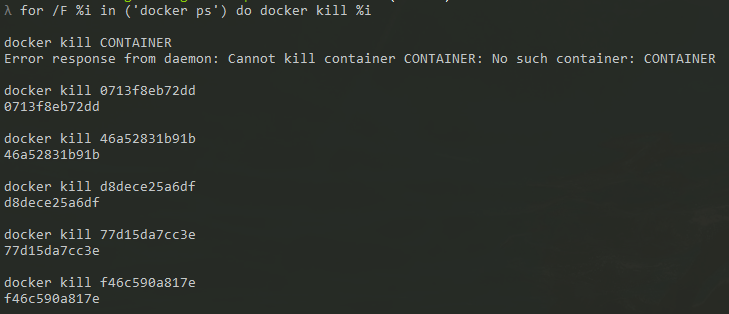 λ for /F %i in ('docker ps') do docker kill %i
docker kill CONTAINER
Error response from daemon: Cannot kill container CONTAINER: No such container: CONTAINER
docker kill 0713f8eb72dd
0713f8eb72dd
docker kill 46a52831b91b
46a52831b91b
docker kill d8dece25a6df
d8dece25a6df
docker kill 77d15da7cc3e
77d15da7cc3e
docker kill f46c590a817e
f46c590a817e